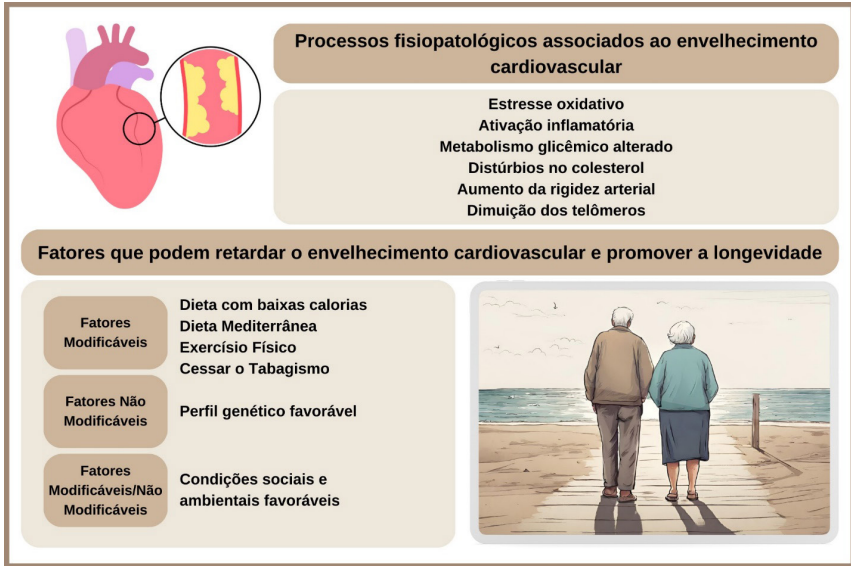 Processos fisiopatológicos associados ao envelhecimento
cardiovascular
Estresse oxidativo
Ativação inflamatória
Metabolismo glicêmico alterado
Distúrbios no colesterol
Aumento da rigidez arterial
Dimuição dos telômeros
Fatores que podem retardar o envelhecimento cardiovascular e promover a longevidade
Fatores
Modificáveis
Dieta com baixas calorias
Dieta Mediterrânea
Exercísio Físico
Cessar o Tabagismo
Fatores Não
Modificáveis
Perfil genético favorável
Fatores
Modificáveis/Não
Modificáveis
Condições sociais e
ambientais favoráveis